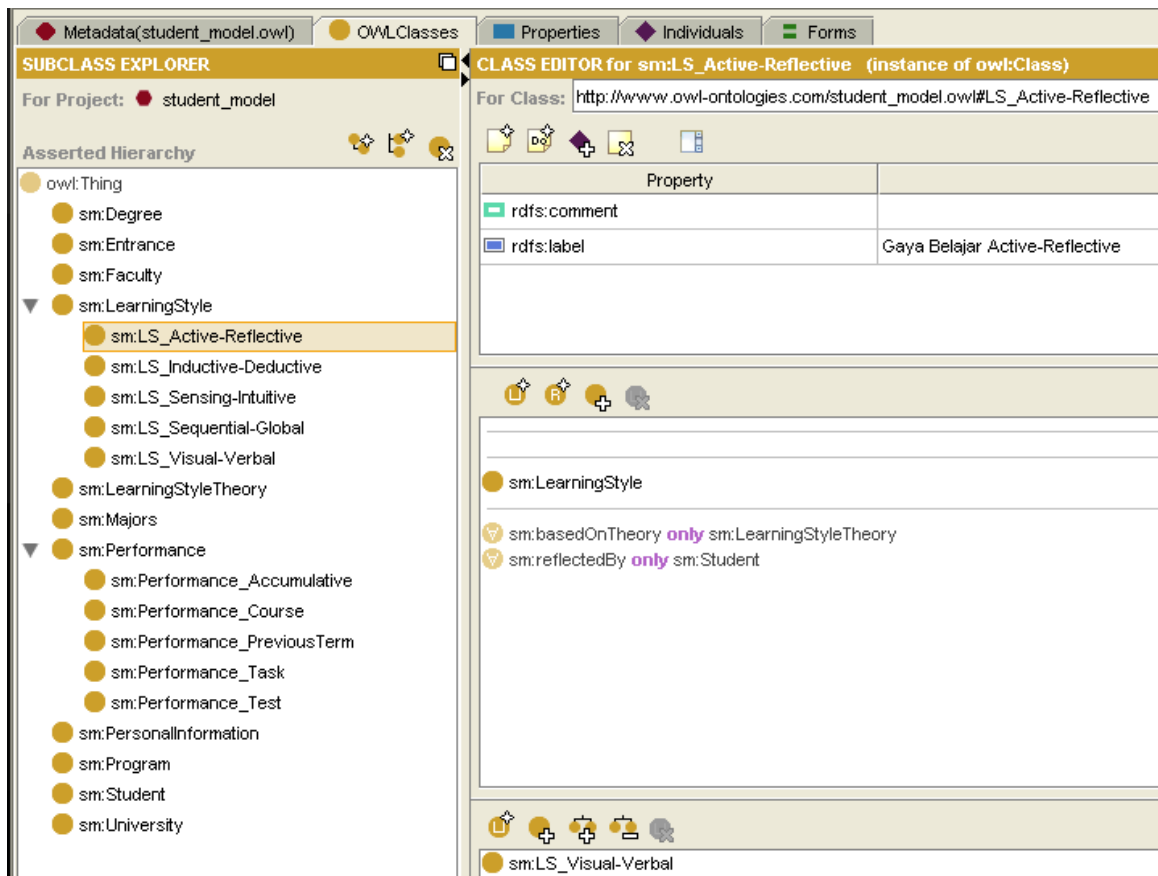 Metadata(student_model.owl) OWLClasses Properties Individuals Forms
SUBCLASS EXPLORER
For Project: student_model
Asserted Hierarchy
owl:Thing
sm:Degree
sm:Entrance
sm:Faculty
sm:LearningStyle
sm:LS_Active-Reflective
sm:LS_Inductive-Deductive
sm:LS_Sensing-Intuitive
sm:LS_Sequential-Global
sm:LS_Visual-Verbal
sm:LearningStyleTheory
sm:Majors
sm:Performance
sm:Performance_Accumulative
sm:Performance_Course
sm:Performance_PreviousTerm
sm:Performance_Task
sm:Performance_Test
sm:PersonalInformation
sm:Program
sm:Student
sm:University
CLASS EDITOR for sm:LS_Active-Reflective (instance of owl:Class)
For Class: http://www.owl-ontologies.com/student_model.owl#LS_Active-Reflective
Property
rdfs:comment
rdfs:label Gaya Belajar Active-Reflective
sm:LearningStyle
sm:basedOnTheory only sm:LearningStyleTheory
sm:reflectedBy only sm:Student
sm:LS_Visual-Verbal